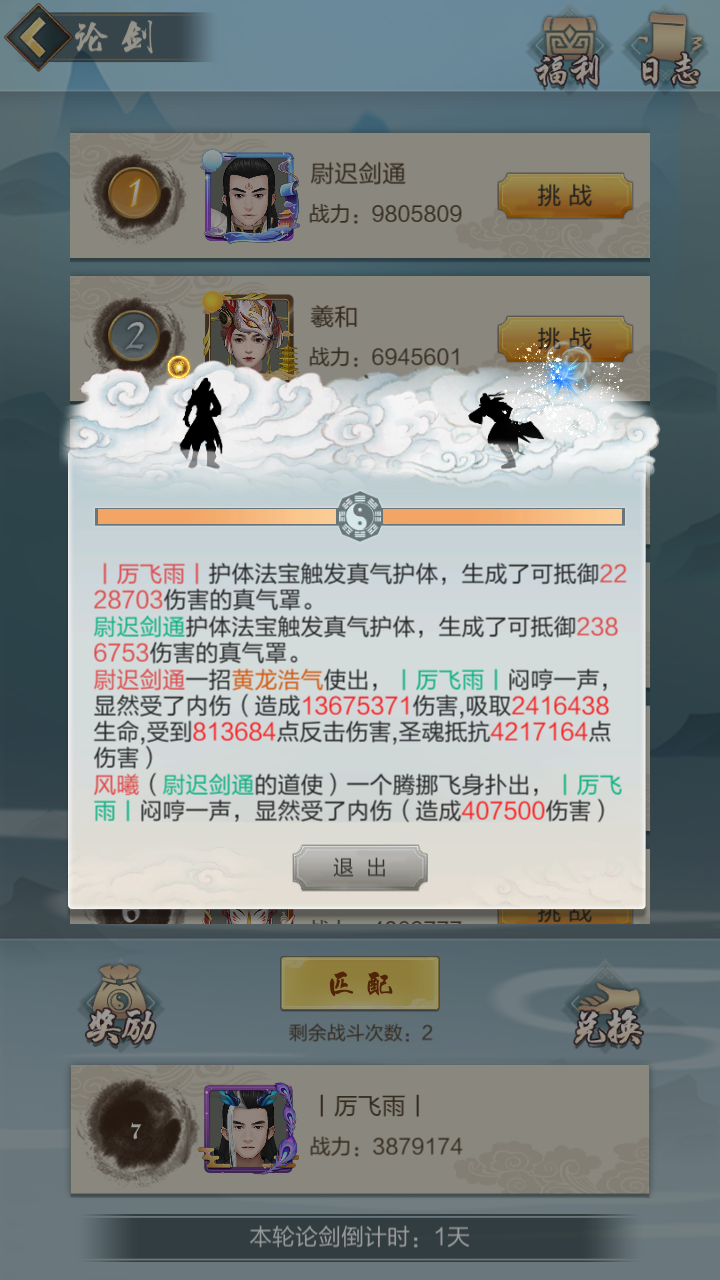 论剑
福利
日志
1
尉迟剑通
战力：9805809
挑战
2
羲和
战力：6945601
挑战
丨厉飞雨丨护体法宝触发真气护体，生成了可抵御22
28703伤害的真气罩。
尉迟剑通护体法宝触发真气护体，生成了可抵御238
6753伤害的真气罩。
尉迟剑通一招黄龙浩气使出，丨厉飞雨丨闷哼一声，
显然受了内伤（造成13675371伤害,吸取2416438
生命,受到813684点反击伤害,圣魂抵抗4217164点
伤害）
风曦（尉迟剑通的道使）一个腾挪飞身扑出，丨厉飞
雨丨闷哼一声，显然受了内伤（造成407500伤害）
退出
6
挑战
奖励
匹配
剩余战斗次数：2
兑换
7
丨厉飞雨丨
战力：3879174
本轮论剑倒计时：1天